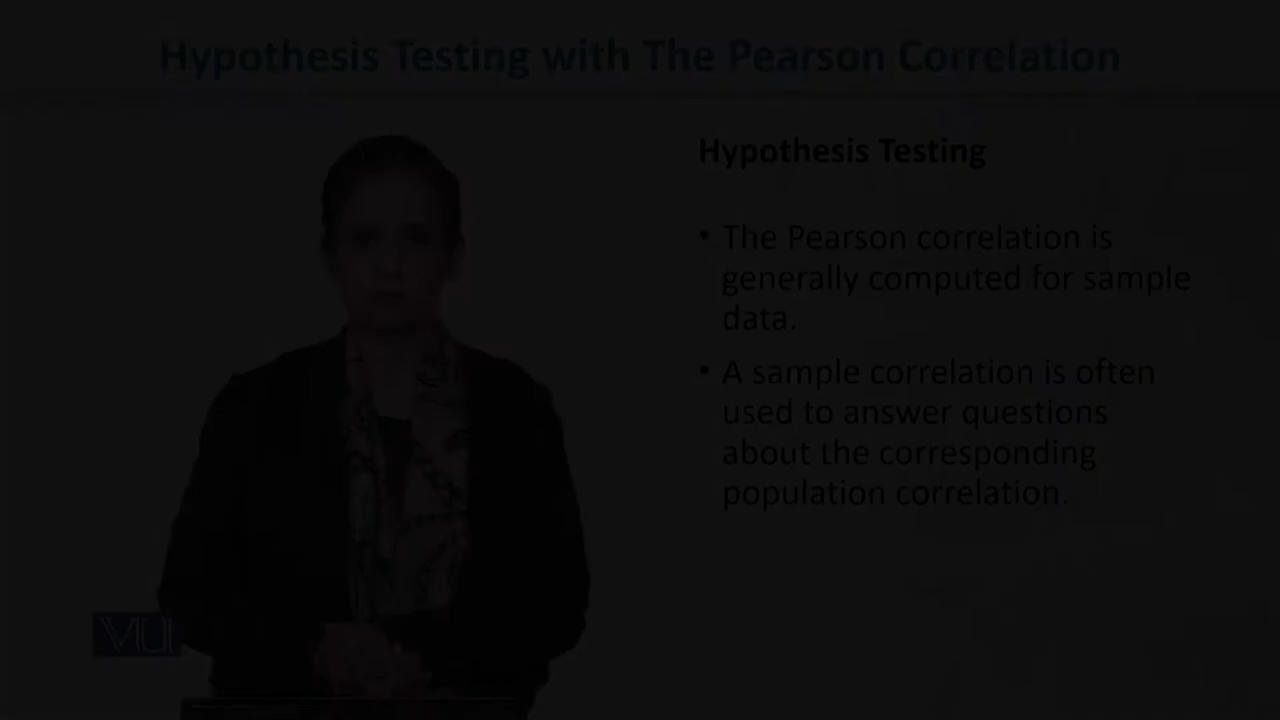 Hypothesis Testing with The Pearson Correlation
Hypothesis Testing
• The Pearson correlation is
generally computed for sample
data.
• A sample correlation is often
used to answer questions
about the corresponding
population correlation.
VU